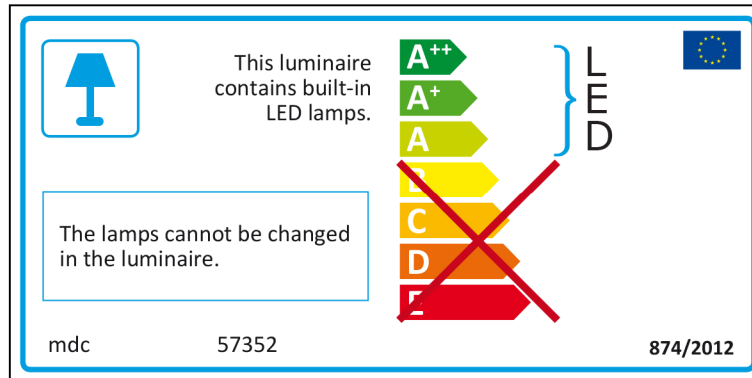 This luminaire
contains built-in
LED lamps.
A++
A+
A
B
C
D
E
L
E
D
The lamps cannot be changed
in the luminaire.
mdc 57352
874/2012